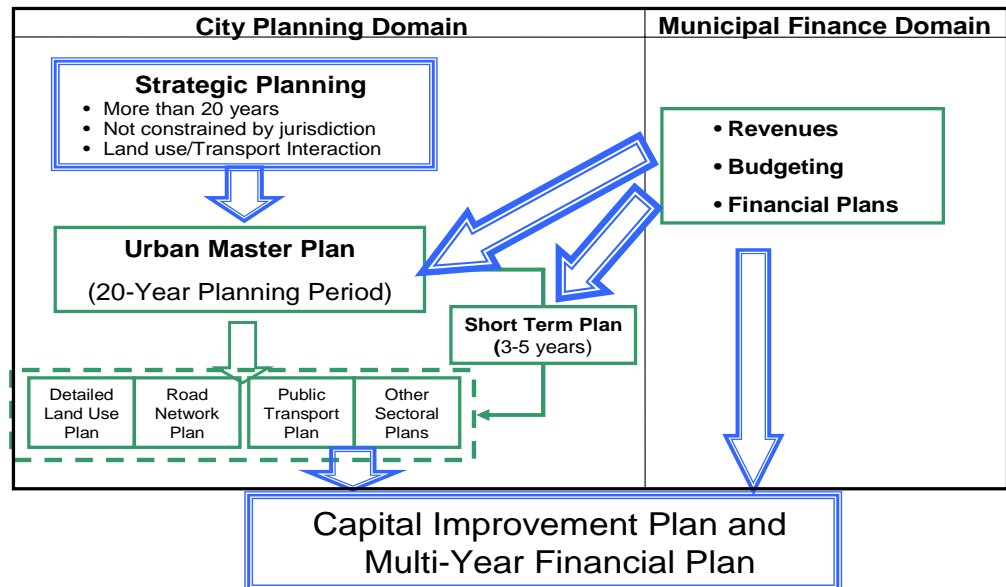 City Planning Domain
Municipal Finance Domain
Strategic Planning
• More than 20 years
• Not constrained by jurisdiction
• Land use/Transport Interaction
• Revenues
• Budgeting
• Financial Plans
Urban Master Plan
(20-Year Planning Period)
Short Term Plan
(3-5 years)
Detailed
Land Use
Plan
Road
Network
Plan
Public
Transport
Plan
Other
Sectoral
Plans
Capital Improvement Plan and
Multi-Year Financial Plan